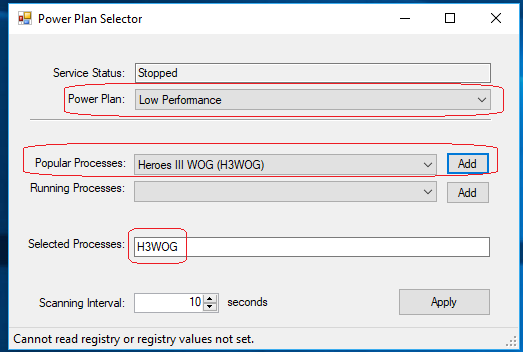 Power Plan Selector
Service Status: Stopped
Power Plan: Low Perfomance
Popular Processes: Heroes III WOG (H3WOG) Add
Running Processes: Add
Selected Processes: H3WOG
Scanning Interval: 10 seconds Apply
Cannot read registry or registry values not set.